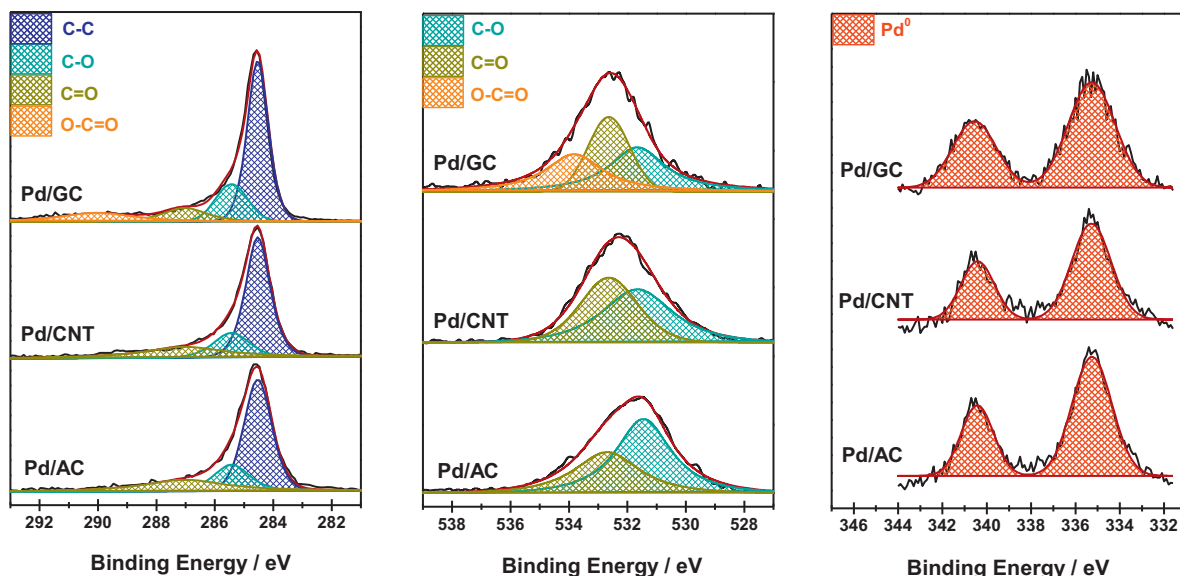 C-C
C-O
C=O
O-C=O
Pd/GC
Pd/CNT
Pd/AC
292 290 288 286 284 282
Binding Energy / eV
C-O
C=O
O-C=O
Pd/GC
Pd/CNT
Pd/AC
538 536 534 532 530 528
Binding Energy / eV
Pd⁰
Pd/GC
Pd/CNT
Pd/AC
346 344 342 340 338 336 334 332
Binding Energy / eV